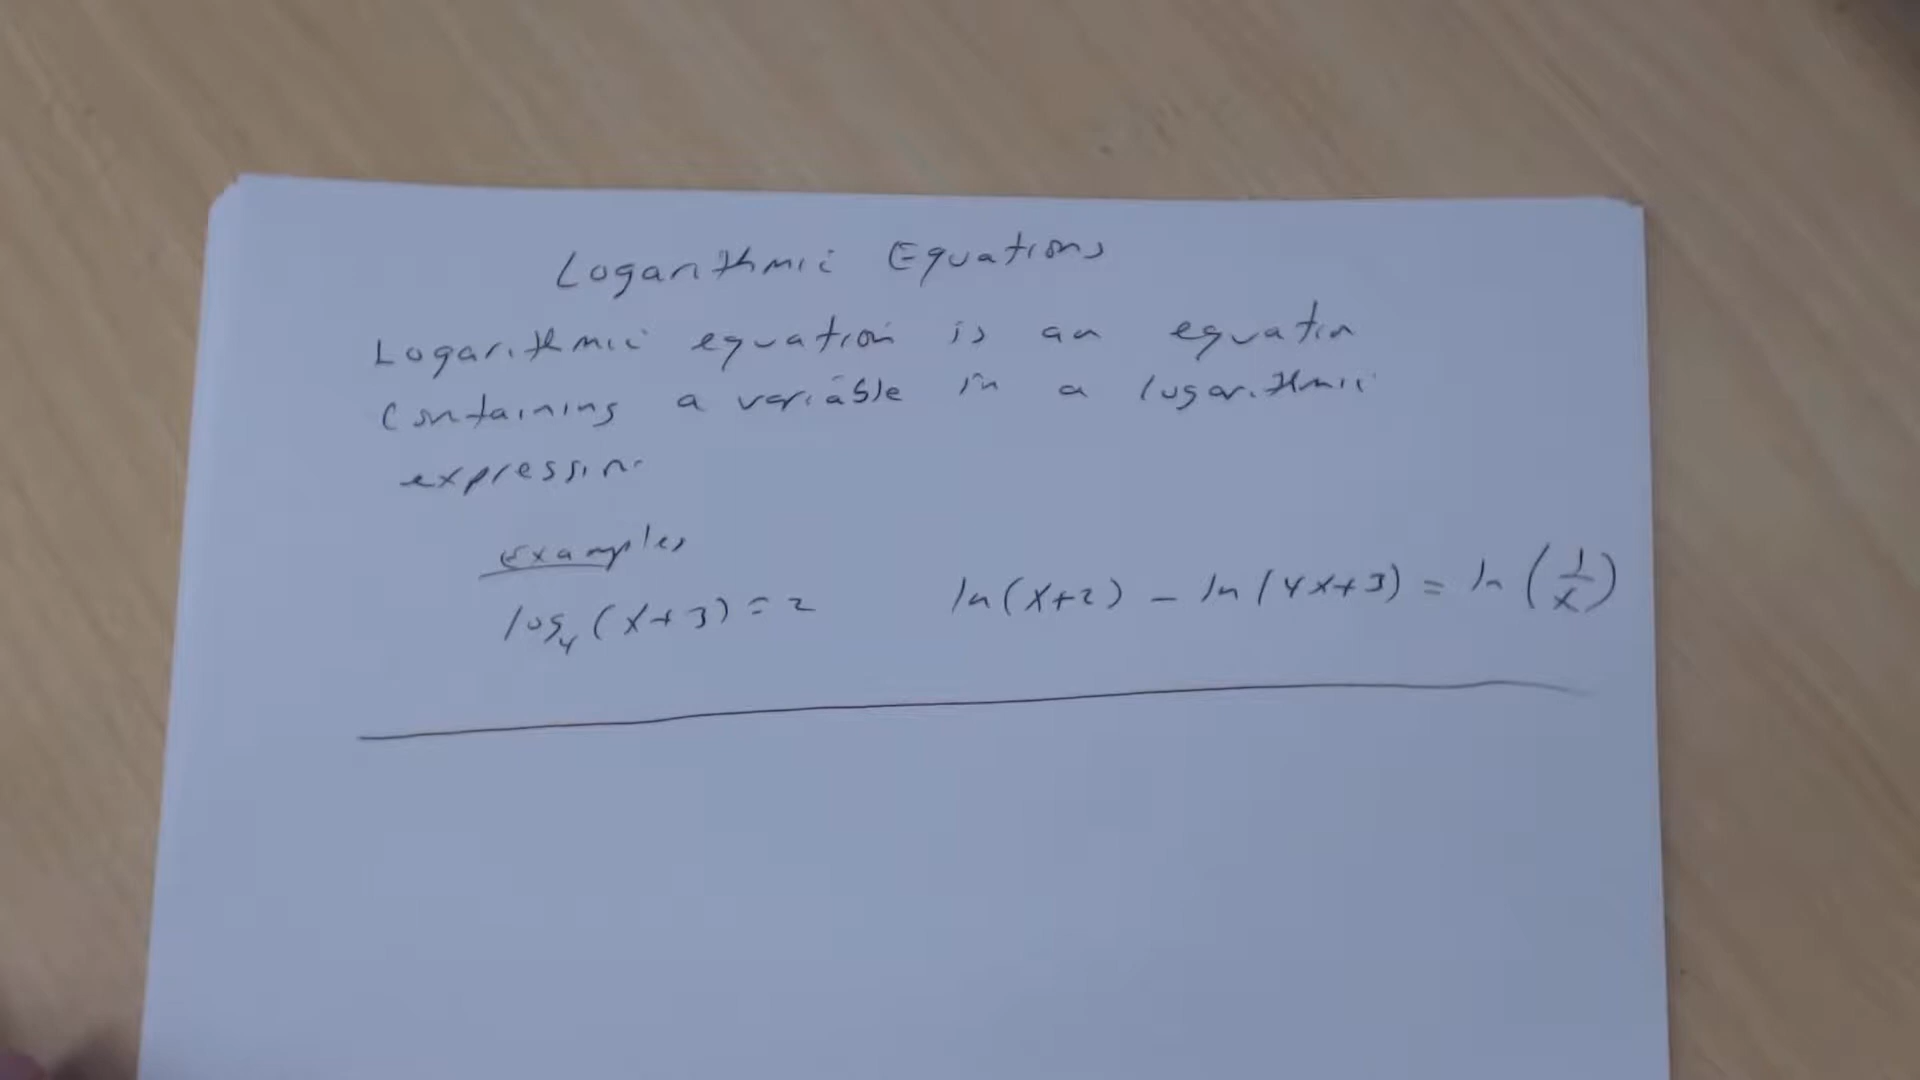 Logarithmic Equations
Logarithmic equation is an equation
containing a variable in a logarithmic
expression.
examples
log₄(x+3)=2    ln(x+2) – ln(4x+3) = ln(1/x)